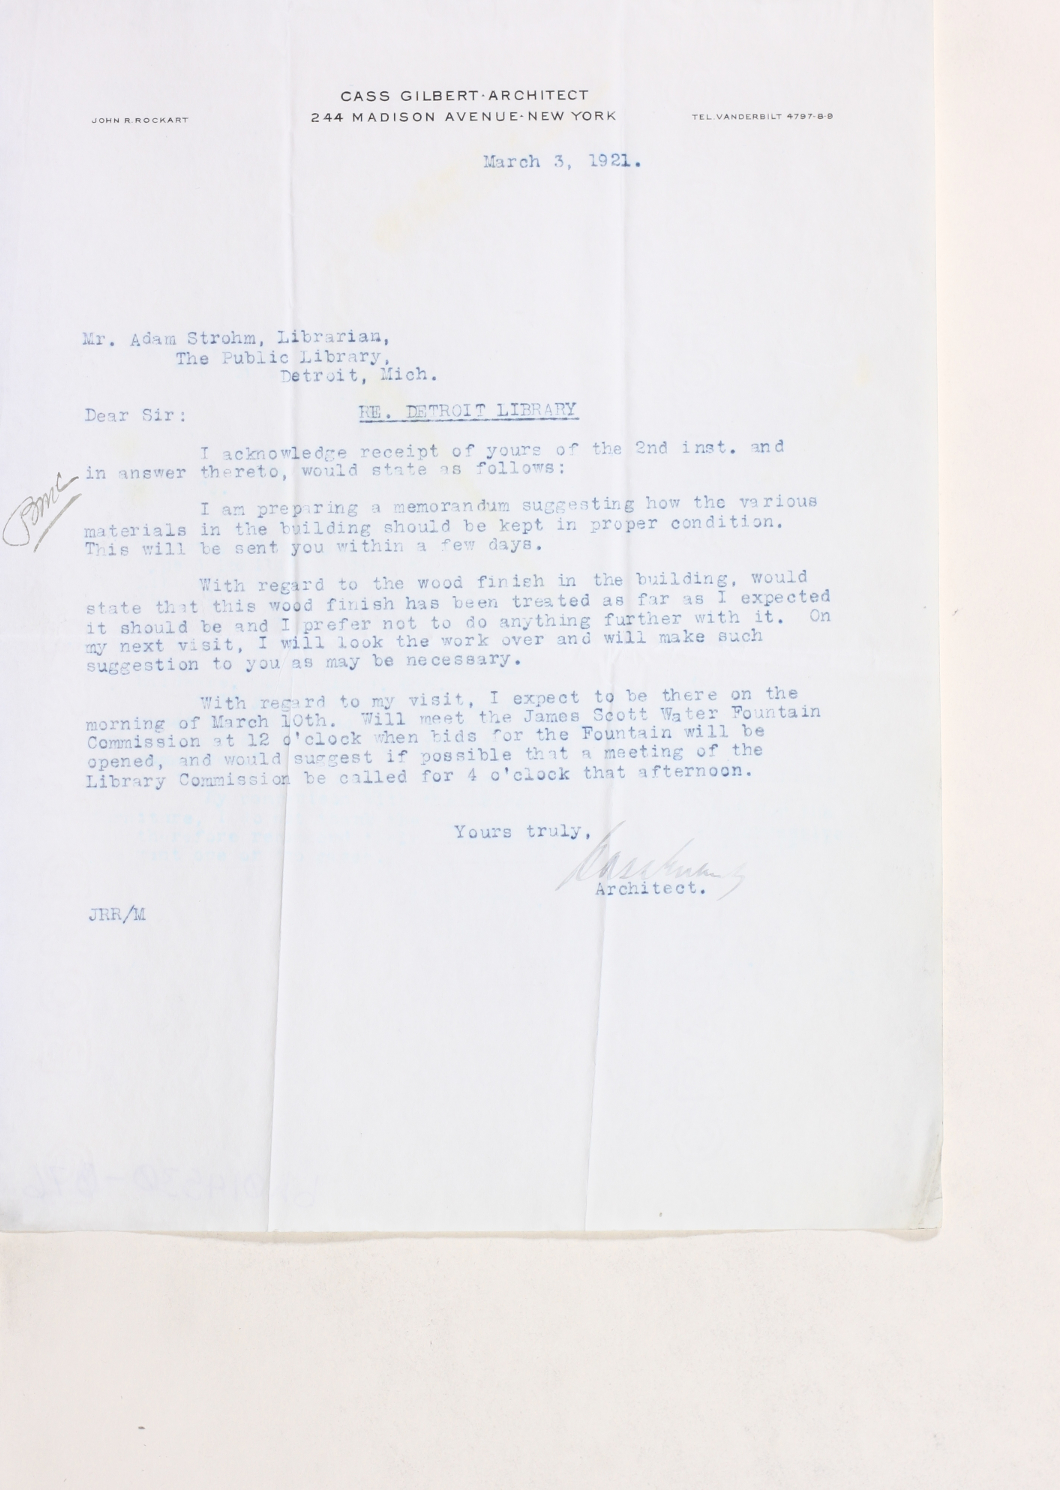 CASS GILBERT·ARCHITECT
JOHN R. ROCKART
244 MADISON AVENUE·NEW YORK
TEL. VANDERBILT 4797-8-9
March 3, 1921.
Mr. Adam Strohm, Librarian,
The Public Library,
Detroit, Mich.
Dear Sir:
RE. DETROIT LIBRARY
I acknowledge receipt of yours of the 2nd inst. and
in answer thereto, would state as follows:
I am preparing a memorandum suggesting how the various
materials in the building should be kept in proper condition.
This will be sent you within a few days.
With regard to the wood finish in the building, would
state that this wood finish has been treated as far as I expected
it should be and I prefer not to do anything further with it. On
my next visit, I will look the work over and will make such
suggestion to you as may be necessary.
With regard to my visit, I expect to be there on the
morning of March 10th. Will meet the James Scott Water Fountain
Commission at 12 o'clock when bids for the Fountain will be
opened, and would suggest if possible that a meeting of the
Library Commission be called for 4 o'clock that afternoon.
Yours truly,
Cass Gilbert
Architect.
JRR/M